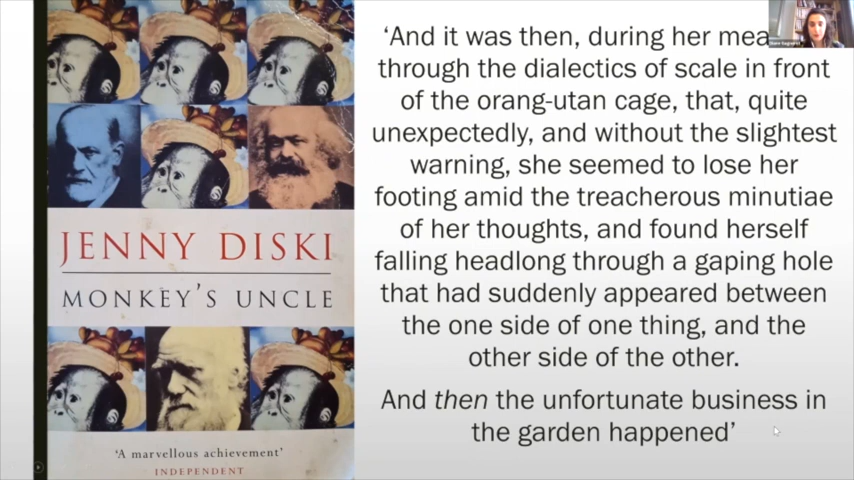 JENNY DISKI
MONKEY'S UNCLE
'A marvellous achievement'
INDEPENDENT
'And it was then, during her
through the dialectics of scale in front
of the orang-utan cage, that, quite
unexpectedly, and without the slightest
warning, she seemed to lose her
footing amid the treacherous minutiae
of her thoughts, and found herself
falling headlong through a gaping hole
that had suddenly appeared between
the one side of one thing, and the
other side of the other.
And then the unfortunate business in
the garden happened'